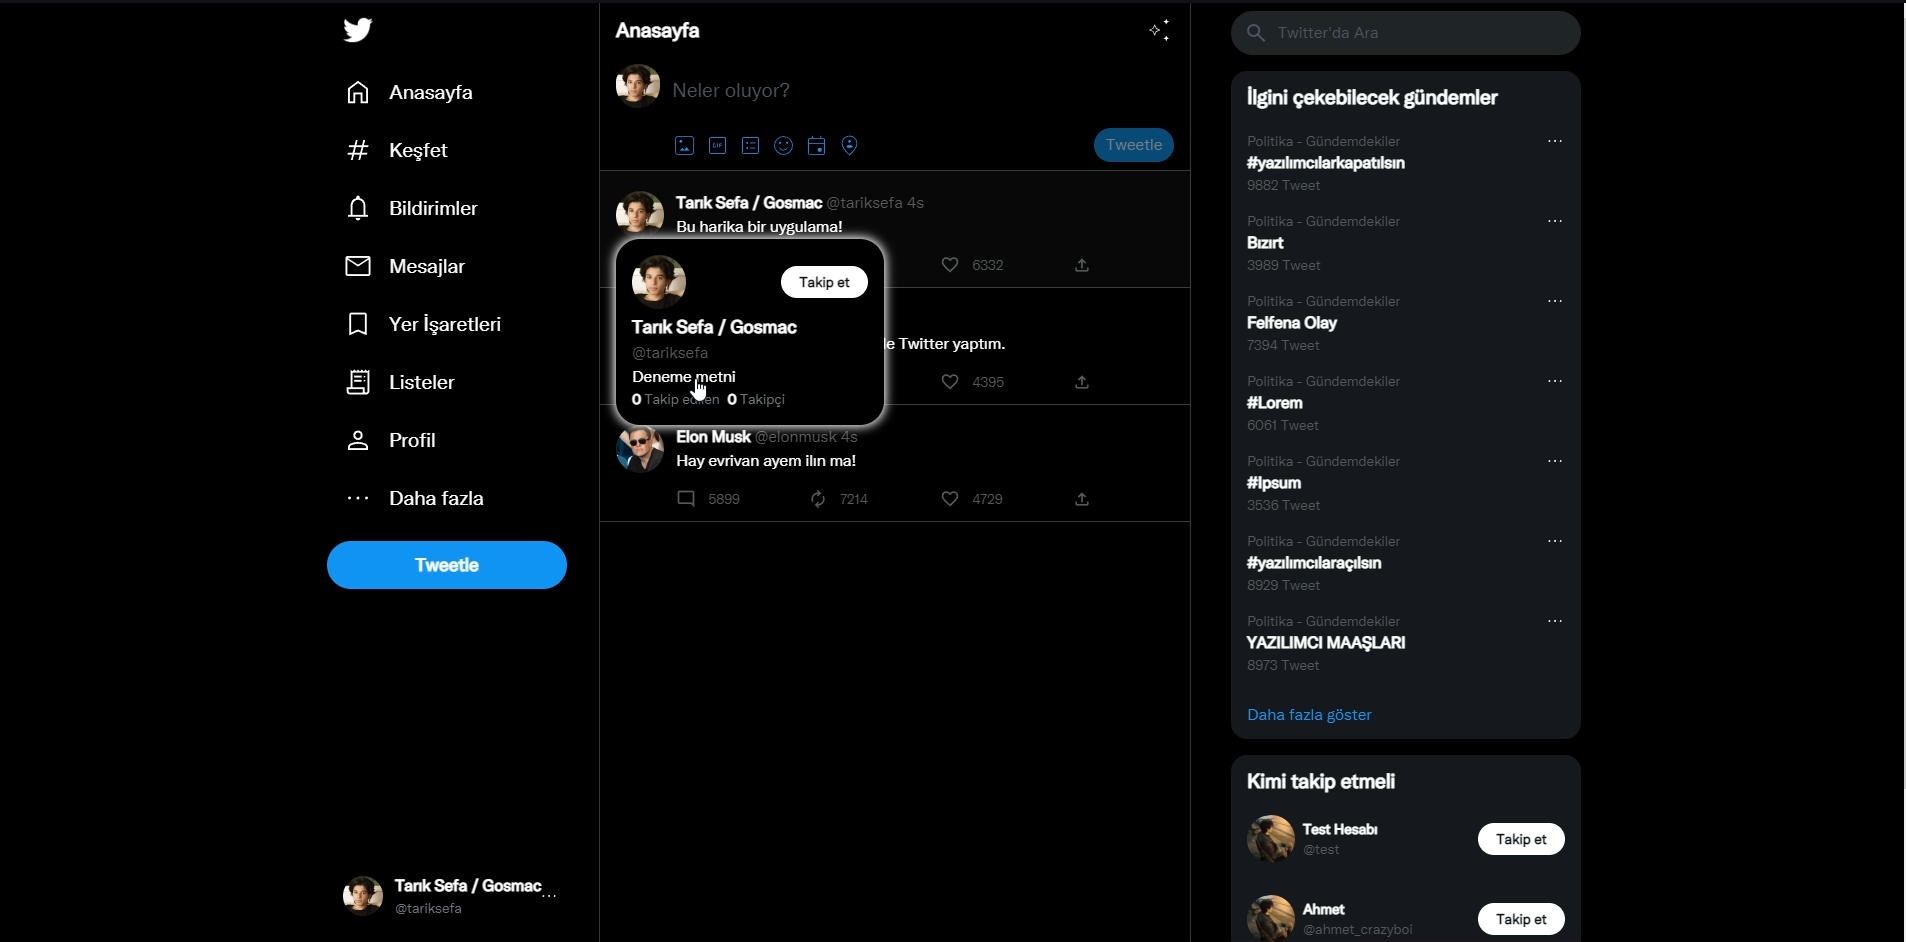 Anasayfa
Keşfet
Bildirimler
Mesajlar
Yer İşaretleri
Listeler
Profil
Daha fazla
Tweetle
Tarık Sefa / Gosmac
@tariksefa
Anasayfa
Neler oluyor?
GIF
Tweetle
Tarık Sefa / Gosmac @tariksefa 4s
Bu harika bir uygulama!
6332
Takip et
Tarık Sefa / Gosmac
@tariksefa
Deneme metni
0 Takip edilen 0 Takipçi
Twitter yaptım.
4395
Elon Musk @elonmusk 4s
Hay evrivan ayem ilın ma!
5899 7214 4729
Twitter'da Ara
İlgini çekebilecek gündemler
Politika - Gündemdekiler
#yazılımcılarkapatılsın
9882 Tweet
Politika - Gündemdekiler
Bızırt
3989 Tweet
Politika - Gündemdekiler
Felfena Olay
7394 Tweet
Politika - Gündemdekiler
#Lorem
6061 Tweet
Politika - Gündemdekiler
#Ipsum
3536 Tweet
Politika - Gündemdekiler
#yazılımcılaraçılsın
8929 Tweet
Politika - Gündemdekiler
YAZILIMCI MAAŞLARI
8973 Tweet
Daha fazla göster
Kimi takip etmeli
Test Hesabı
@test
Takip et
Ahmet
@ahmet_crazyboi
Takip et